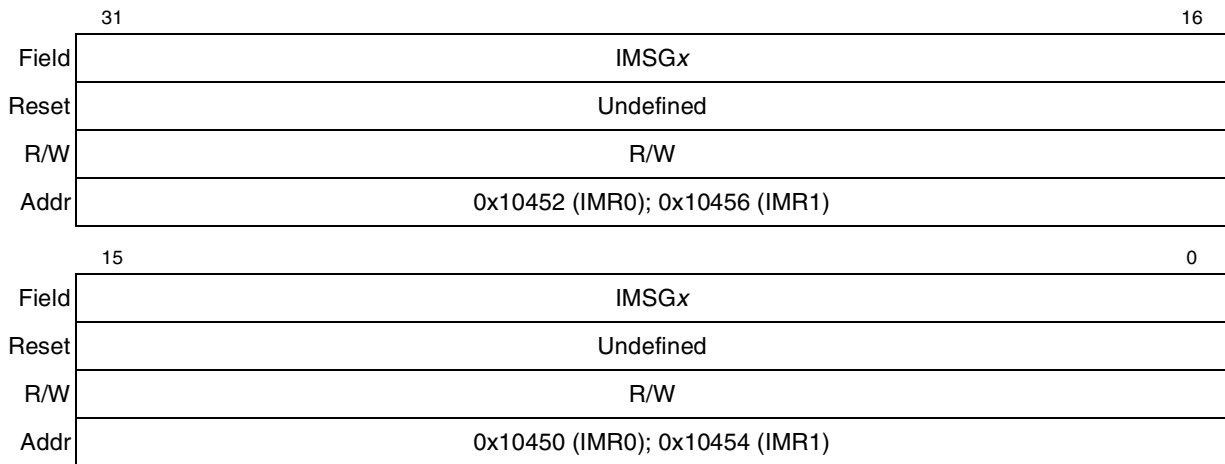 31 16
Field IMSGx
Reset Undefined
R/W R/W
Addr 0x10452 (IMR0); 0x10456 (IMR1)
15 0
Field IMSGx
Reset Undefined
R/W R/W
Addr 0x10450 (IMR0); 0x10454 (IMR1)